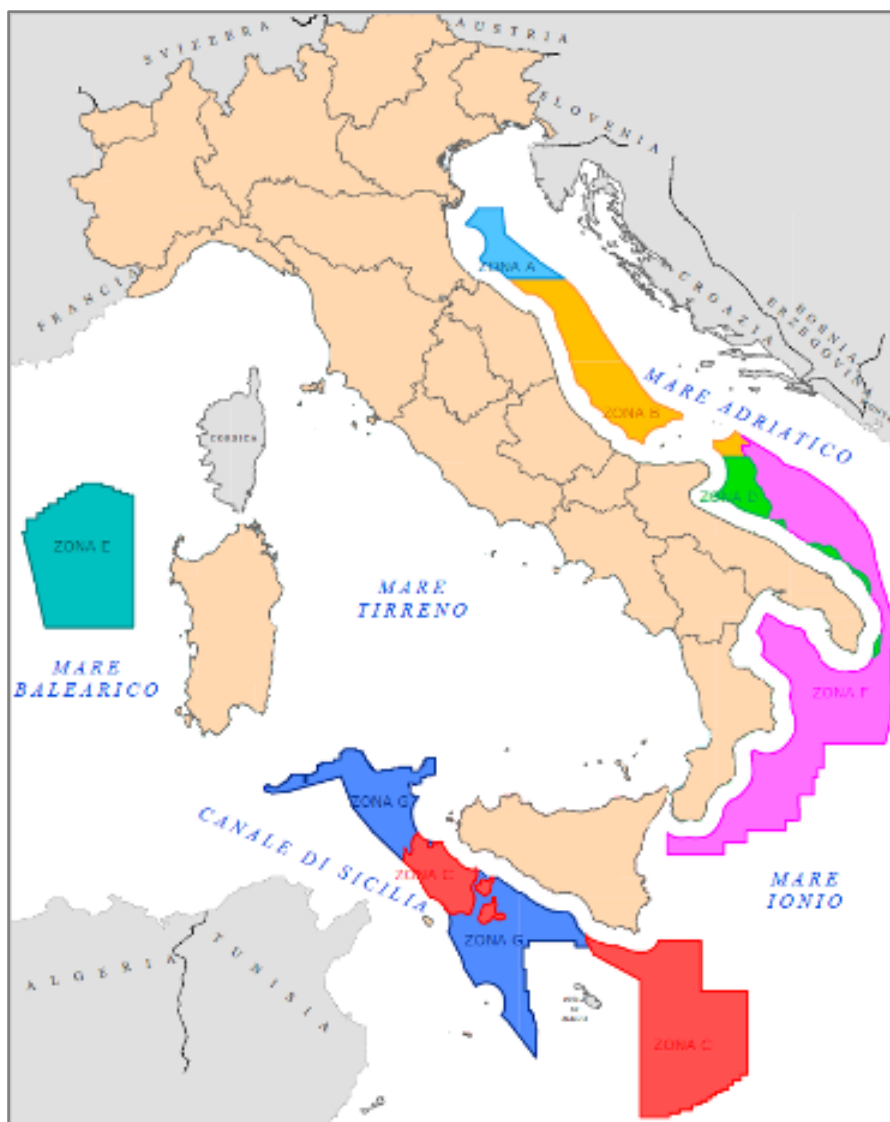 SVIZZERA
AUSTRIA
SLOVENIA
FRANCIA
CROAZIA
BOSNIA
ERZEGOVINA
ZONA A
ZONA B
MARE ADRIATICO
CORSICA
ZONA D
ZONA E
MARE
TIRRENO
MARE
BALEARICO
ZONA F
ZONA G
CANALE DI SICILIA
ZONA C
ZONA G
MARE
IONIO
ALGERIA
TUNISIA
ZONA C